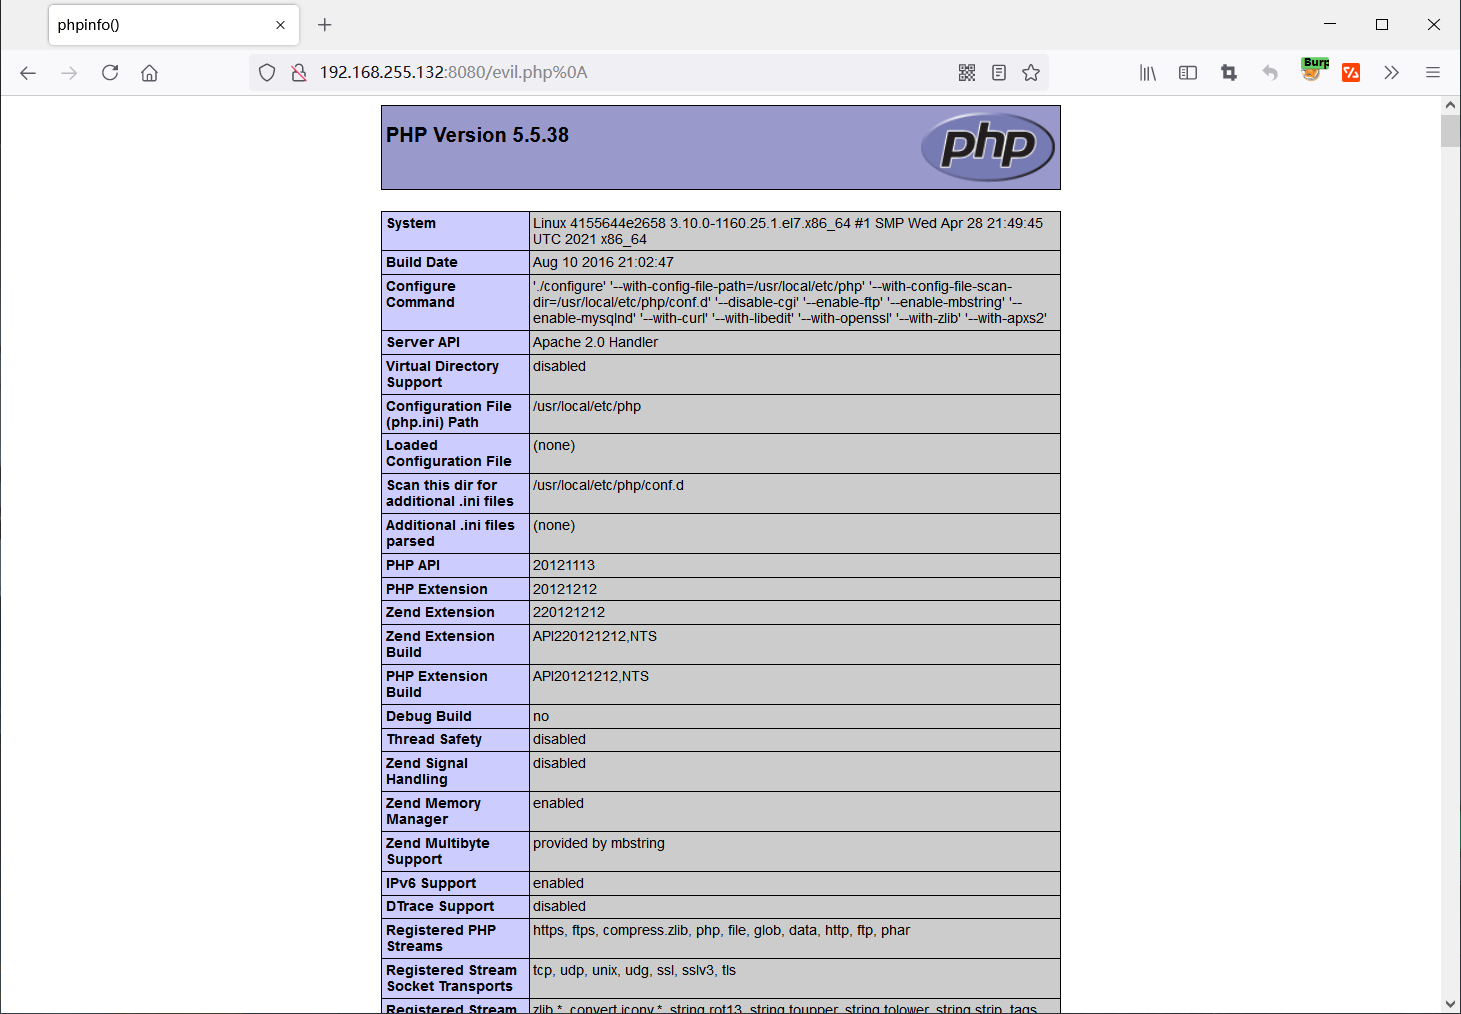 phpinfo()
192.168.255.132:8080/evil.php%0A
Burp
PHP Version 5.5.38
php
System
Linux 4155644e2658 3.10.0-1160.25.1.el7.x86_64 #1 SMP Wed Apr 28 21:49:45
UTC 2021 x86_64
Build Date
Aug 10 2016 21:02:47
Configure
Command
'./configure' '--with-config-file-path=/usr/local/etc/php' '--with-config-file-scan-
dir=/usr/local/etc/php/conf.d' '--disable-cgi' '--enable-ftp' '--enable-mbstring' '--
enable-mysqlnd' '--with-curl' '--with-libedit' '--with-openssl' '--with-zlib' '--with-apxs2'
Server API
Apache 2.0 Handler
Virtual Directory
Support
disabled
Configuration File
(php.ini) Path
/usr/local/etc/php
Loaded
Configuration File
(none)
Scan this dir for
additional .ini files
/usr/local/etc/php/conf.d
Additional .ini files
parsed
(none)
PHP API
20121113
PHP Extension
20121212
Zend Extension
220121212
Zend Extension
Build
API220121212,NTS
PHP Extension
Build
API20121212,NTS
Debug Build
no
Thread Safety
disabled
Zend Signal
Handling
disabled
Zend Memory
Manager
enabled
Zend Multibyte
Support
provided by mbstring
IPv6 Support
enabled
DTrace Support
disabled
Registered PHP
Streams
https, ftps, compress.zlib, php, file, glob, data, http, ftp, phar
Registered Stream
Socket Transports
tcp, udp, unix, udg, ssl, sslv3, tls
Registered Stream
zlib.*, convert.iconv.*, string.rot13, string.toupper, string.tolower, string.strip_tags,